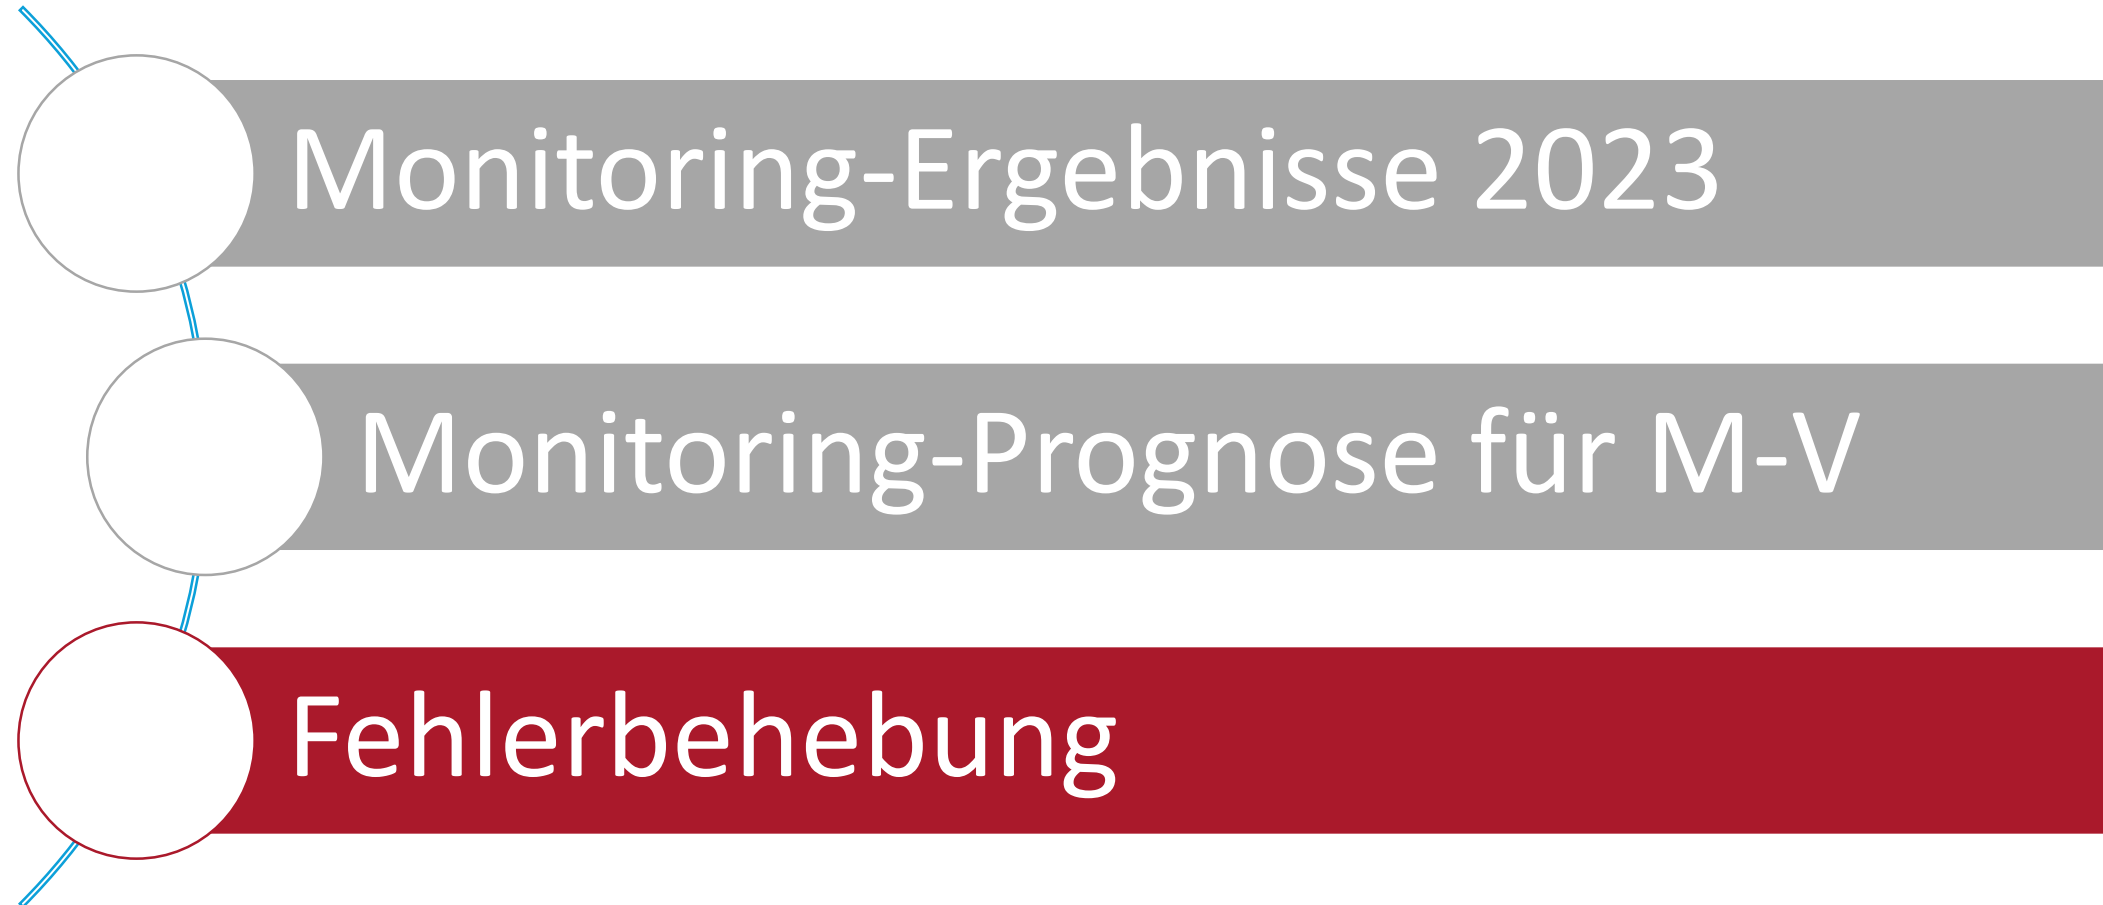 Monitoring-Ergebnisse 2023
Monitoring-Prognose für M-V
Fehlerbehebung